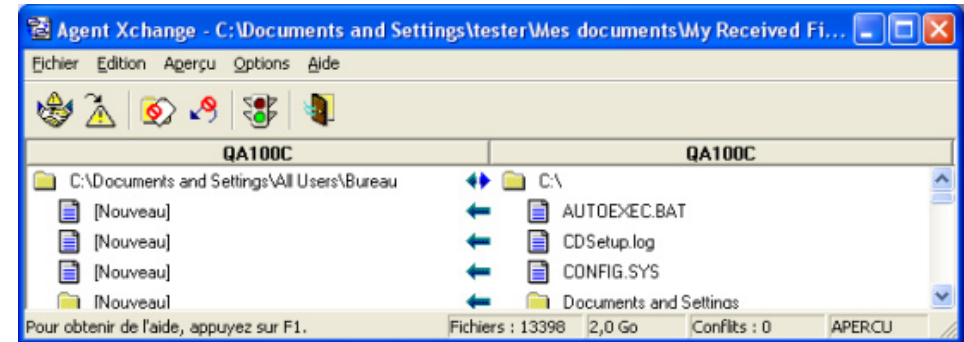 Agent Xchange - C:\Documents and Settings\tester\Mes documents\My Received Fi...
Fichier Edition Aperçu Options Aide
QA100C QA100C
C:\Documents and Settings\All Users\Bureau C:\
[Nouveau] AUTOEXEC.BAT
[Nouveau] CDSetup.log
[Nouveau] CONFIG.SYS
[Nouveau] Documents and Settings
Pour obtenir de l'aide, appuyez sur F1. Fichiers : 13398 2,0 Go Conflits : 0 APERCU